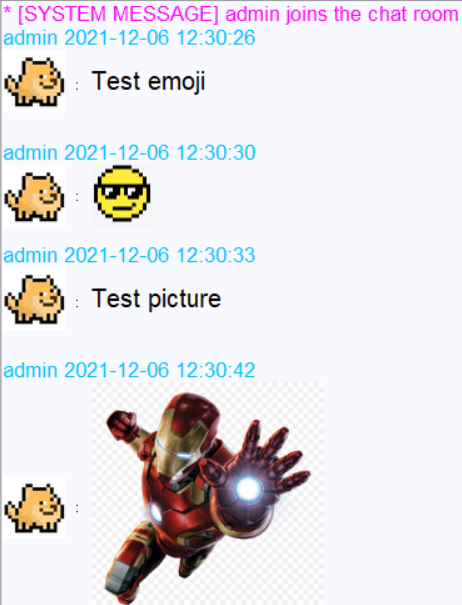 * [SYSTEM MESSAGE] admin joins the chat room
admin 2021-12-06 12:30:26
: Test emoji
admin 2021-12-06 12:30:30
:
admin 2021-12-06 12:30:33
: Test picture
admin 2021-12-06 12:30:42
: